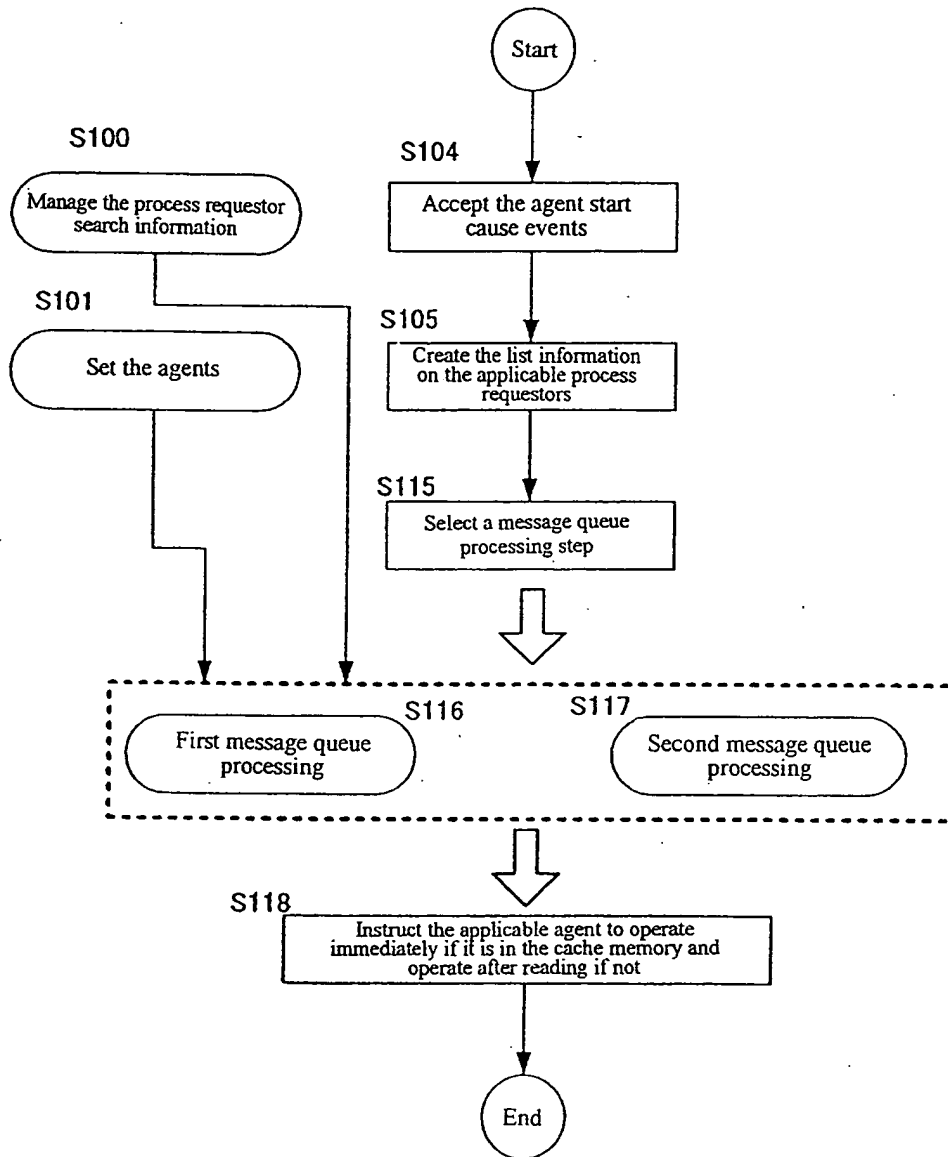 Start
S100
Manage the process requestor
search information
S104
Accept the agent start
cause events
S101
Set the agents
S105
Create the list information
on the applicable process
requestors
S115
Select a message queue
processing step
S116
First message queue
processing
S117
Second message queue
processing
S118
Instruct the applicable agent to operate
immediately if it is in the cache memory and
operate after reading if not
End